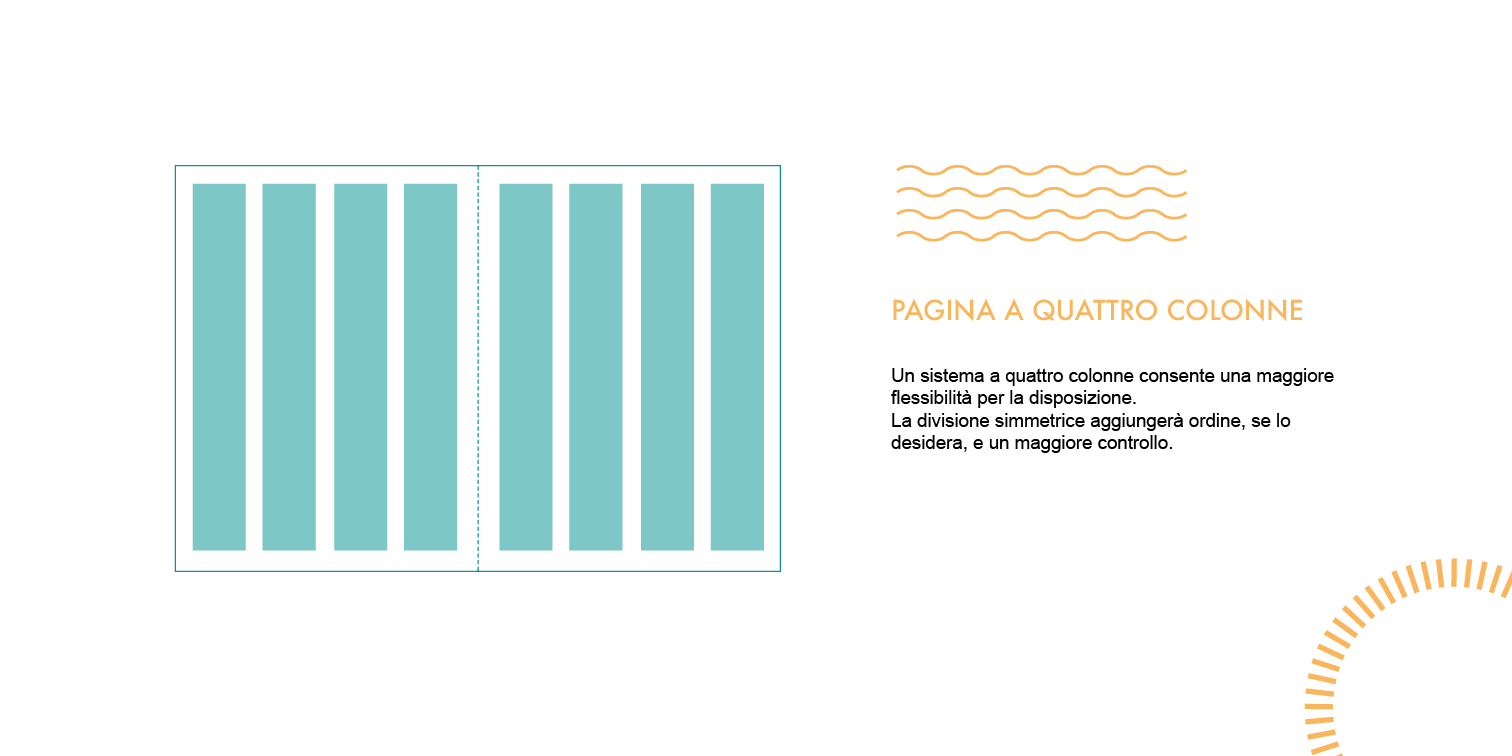 PAGINA A QUATTRO COLONNE
Un sistema a quattro colonne consente una maggiore
flessibilità per la disposizione.
La divisione simmetrice aggiungerà ordine, se lo
desidera, e un maggiore controllo.